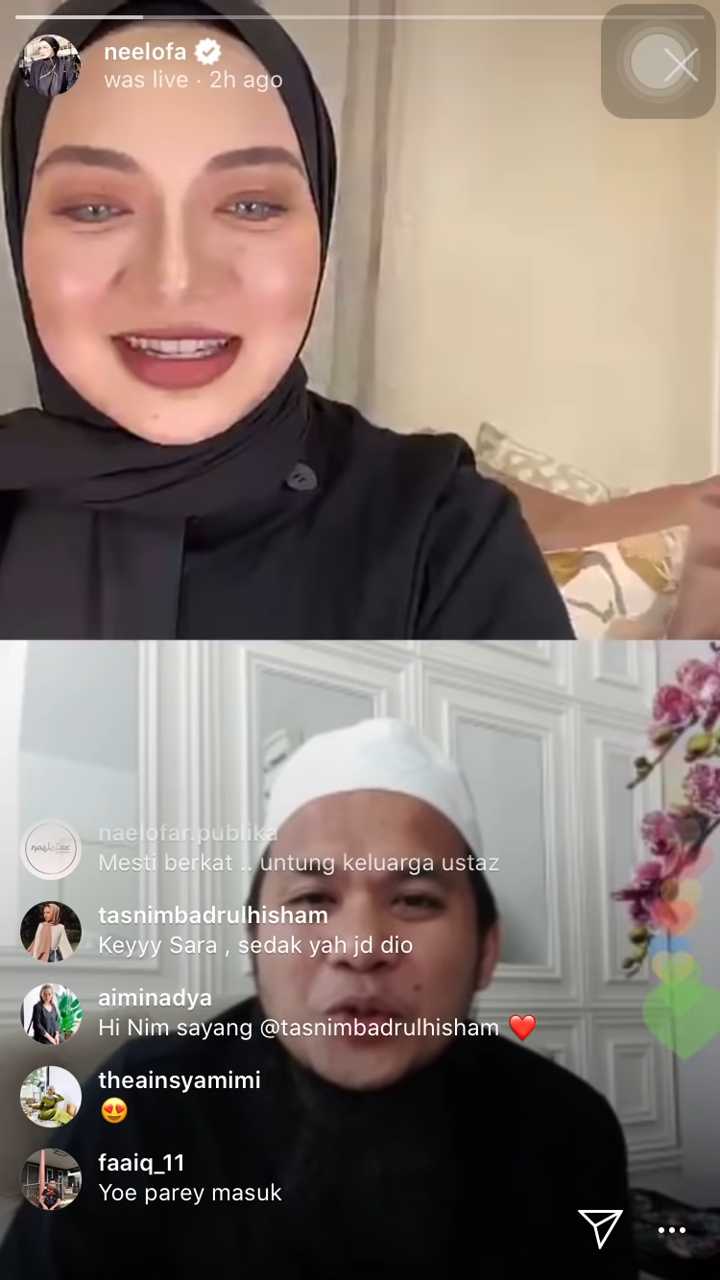 neelofa
was live · 2h ago
naelofar.publika
Mesti berkat .. untung keluarga ustaz
tasnimbadrulhisham
Keyyy Sara , sedak yah jd dio
aiminadya
Hi Nim sayang @tasnimbadrulhisham ❤️
theainsyamimi
😍
faaiq_11
Yoe parey masuk